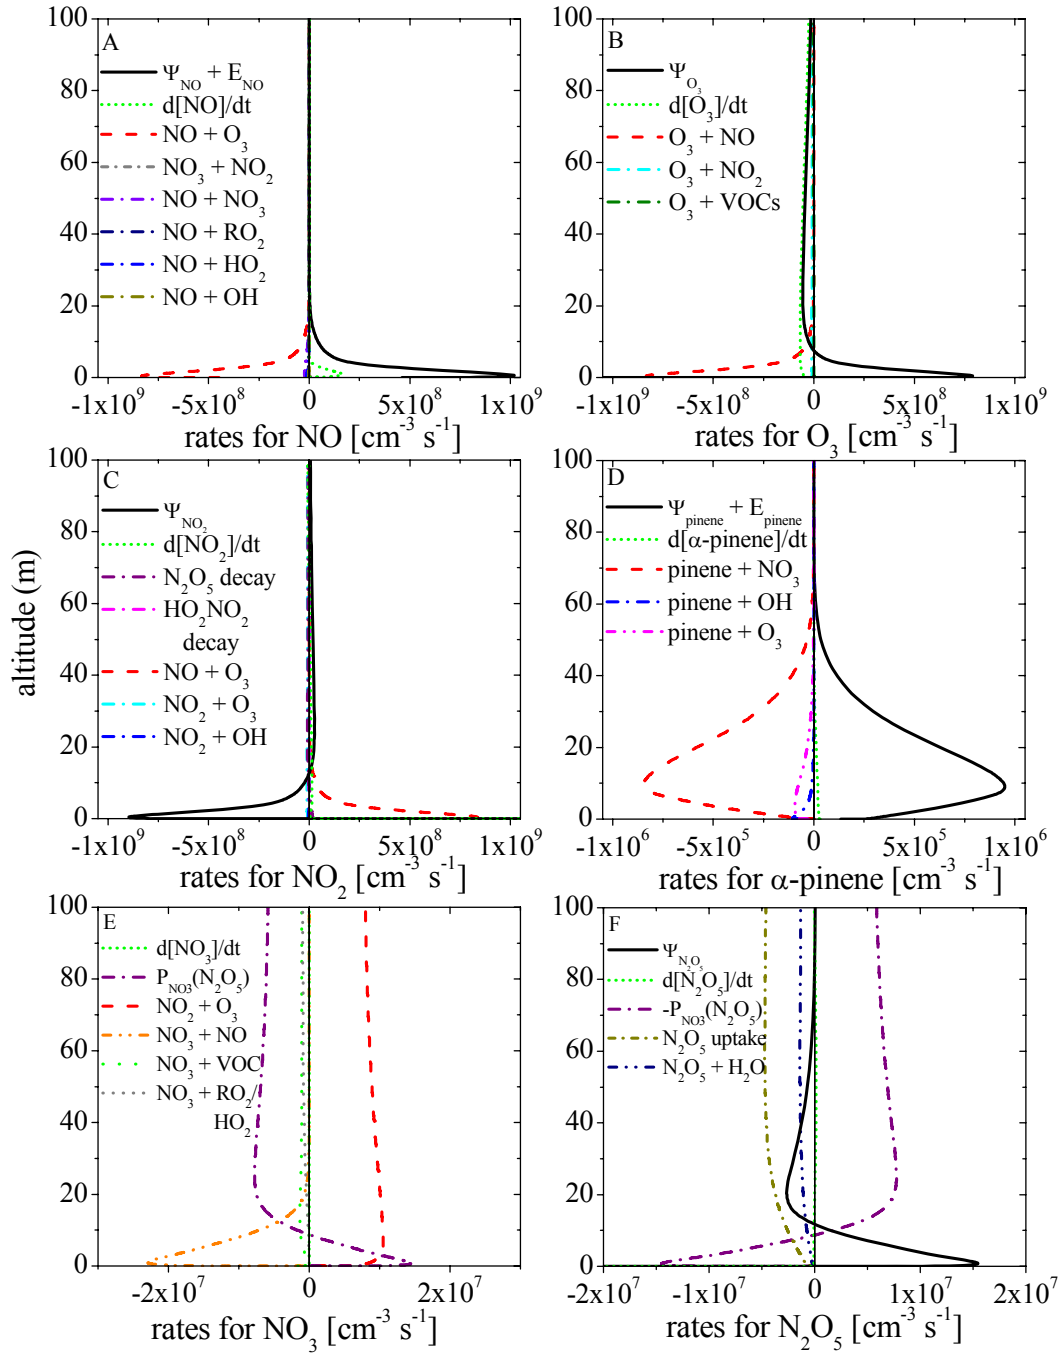 A
100
80
60
40
20
0
Ψ_NO + E_NO
d[NO]/dt
NO + O_3
NO_3 + NO_2
NO + NO_3
NO + RO_2
NO + HO_2
NO + OH
-1x10^9 -5x10^8 0 5x10^8 1x10^9
rates for NO [cm^-3 s^-1]
B
100
80
60
40
20
0
Ψ_O_3
d[O_3]/dt
O_3 + NO
O_3 + NO_2
O_3 + VOCs
-1x10^9 -5x10^8 0 5x10^8 1x10^9
rates for O_3 [cm^-3 s^-1]
altitude (m)
C
100
80
60
40
20
0
Ψ_NO_2
d[NO_2]/dt
N_2O_5 decay
HO_2NO_2
decay
NO + O_3
NO_2 + O_3
NO_2 + OH
-1x10^9 -5x10^8 0 5x10^8 1x10^9
rates for NO_2 [cm^-3 s^-1]
D
100
80
60
40
20
0
Ψ_pinene + E_pinene
d[α-pinene]/dt
pinene + NO_3
pinene + OH
pinene + O_3
-1x10^6 -5x10^5 0 5x10^5 1x10^6
rates for α-pinene [cm^-3 s^-1]
E
100
80
60
40
20
0
d[NO_3]/dt
P_NO3(N_2O_5)
NO_2 + O_3
NO_3 + NO
NO_3 + VOC
NO_3 + RO_2/
HO_2
-2x10^7 0 2x10^7
rates for NO_3 [cm^-3 s^-1]
F
100
80
60
40
20
0
Ψ_N_2O_5
d[N_2O_5]/dt
-P_NO3(N_2O_5)
N_2O_5 uptake
N_2O_5 + H_2O
-2x10^7 -1x10^7 0 1x10^7 2x10^7
rates for N_2O_5 [cm^-3 s^-1]